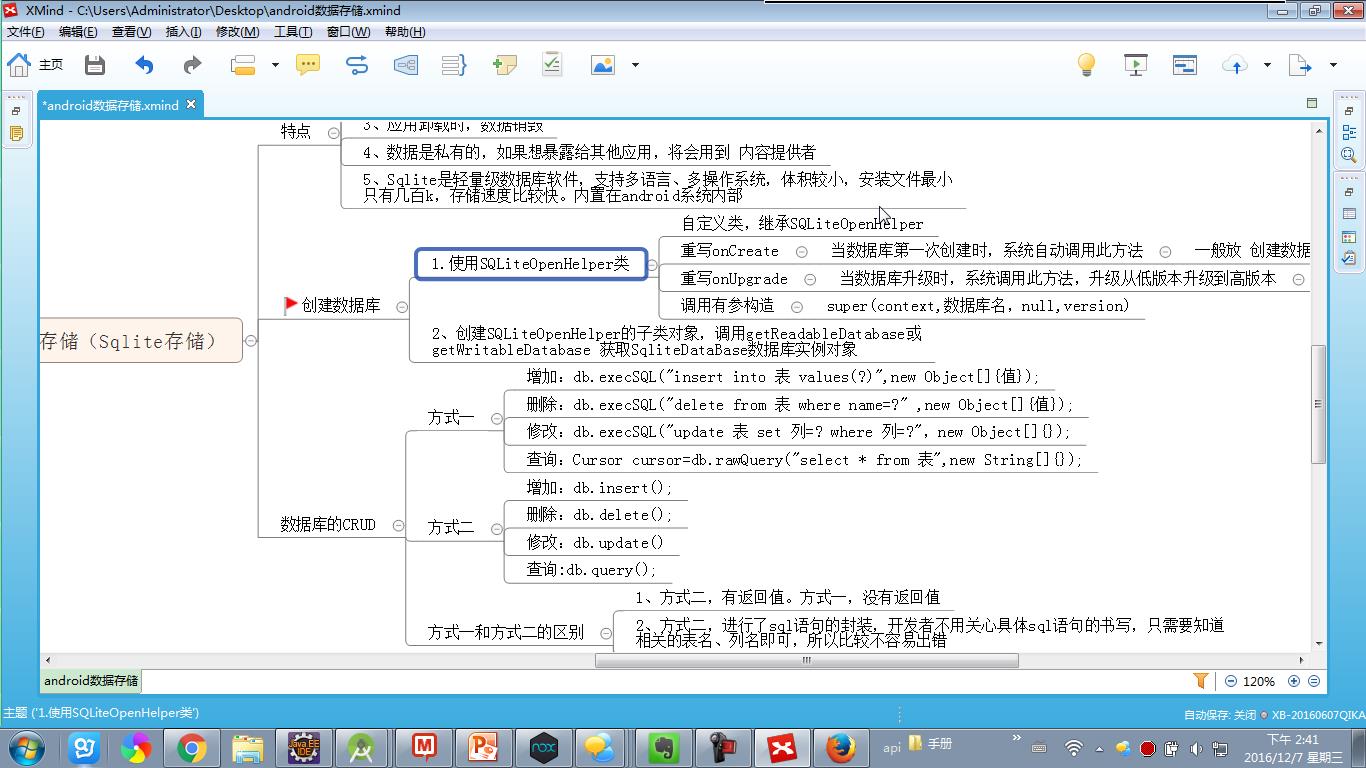 XMind - C:\Users\Administrator\Desktop\android数据存储.xmind
文件(F) 编辑(E) 查看(V) 插入(I) 修改(M) 工具(T) 窗口(W) 帮助(H)
主页
*android数据存储.xmind
特点
3、应用卸载时，数据销毁
4、数据是私有的，如果想暴露给其他应用，将会用到 内容提供者
5、Sqlite是轻量级数据库软件，支持多语言、多操作系统，体积较小，安装文件最小
只有几百k，存储速度比较快。内置在android系统内部
自定义类，继承SQLiteOpenHelper
1.使用SQLiteOpenHelper类
重写onCreate 当数据库第一次创建时，系统自动调用此方法 一般放 创建数据
重写onUpgrade 当数据库升级时，系统调用此方法，升级从低版本升级到高版本
创建数据库
调用有参构造 super(context,数据库名，null,version)
2、创建SQLiteOpenHelper的子类对象，调用getReadableDatabase或
getWritableDatabase 获取SqliteDataBase数据库实例对象
存储（Sqlite存储）
增加：db.execSQL("insert into 表 values(?)",new Object[]{值});
方式一
删除：db.execSQL("delete from 表 where name=?" ,new Object[]{值});
修改：db.execSQL("update 表 set 列=? where 列=?"，new Object[]{});
查询：Cursor cursor=db.rawQuery("select * from 表",new String[]{});
增加：db.insert();
数据库的CRUD
方式二
删除：db.delete();
修改：db.update()
查询:db.query();
1、方式二，有返回值。方式一，没有返回值
方式一和方式二的区别
2、方式二，进行了sql语句的封装，开发者不用关心具体sql语句的书写，只需要知道
相关的表名、列名即可，所以比较不容易出错
android数据存储
120%
主题 ('1.使用SQLiteOpenHelper类')
自动保存: 关闭 XB-20160607QIKA
Java EE
IDE
nox
api 手册
下午 2:41
2016/12/7 星期三